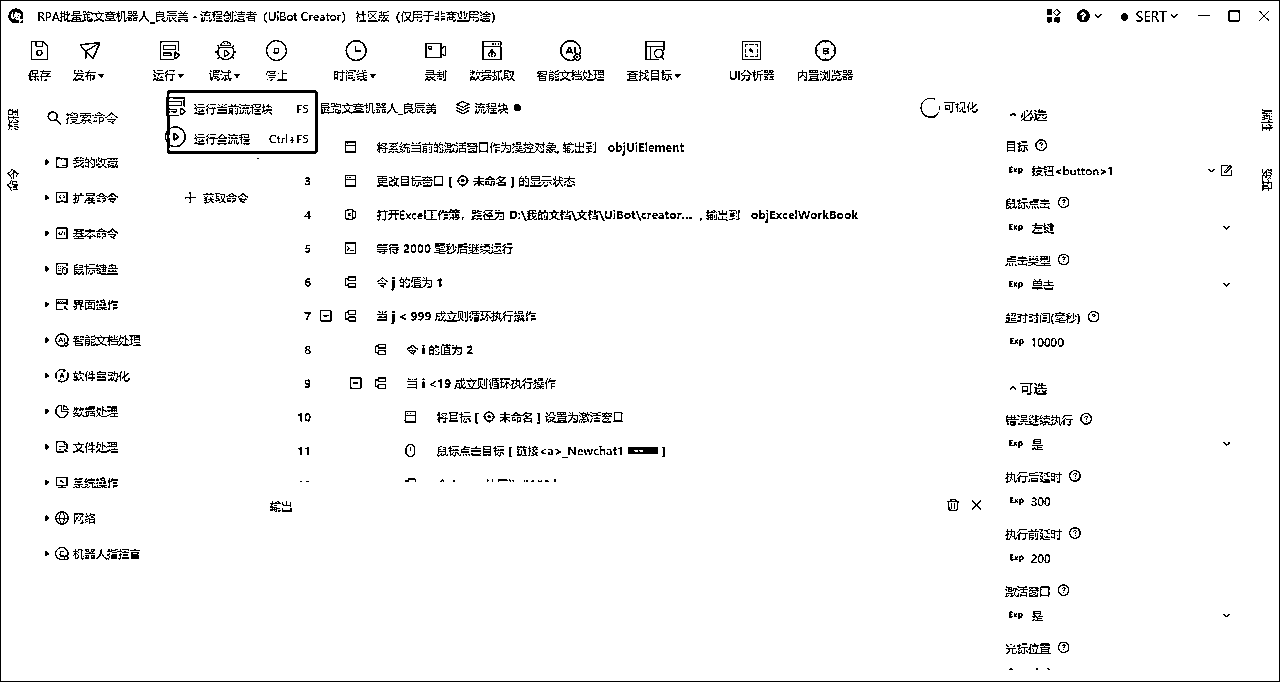 RPA批量跑文章机器人_良辰美 - 流程创造者（UiBot Creator） 社区版（仅用于非商业用途）
SERT
保存 发布 运行 调试 停止 时间线 录制 数据抓取 智能文档处理 查找目标 UI分析器 内置浏览器
运行当前流程块 F5
运行全流程 Ctrl+F5
量跑文章机器人_良辰美 流程块
可视化
搜索命令
我的收藏
扩展命令
获取命令
基本命令
鼠标键盘
界面操作
智能文档处理
软件自动化
数据处理
文件处理
系统操作
网络
机器人指挥官
将系统当前的激活窗口作为操控对象, 输出到 objUiElement
3 更改目标窗口 [ 未命名 ] 的显示状态
4 打开Excel工作簿，路径为 D:\我的文档\文档\UiBot\creator... , 输出到 objExcelWorkBook
5 等待 2000 毫秒后继续运行
6 令 j 的值为 1
7 当 j < 999 成立则循环执行操作
8 令 i 的值为 2
9 当 i <19 成立则循环执行操作
10 将目标 [ 未命名 ] 设置为激活窗口
11 鼠标点击目标 [ 链接<a>_Newchat1 ]
输出
必选
目标
Exp 按钮<button>1
鼠标点击
Exp 左键
点击类型
Exp 单击
超时时间(毫秒)
Exp 10000
可选
错误继续执行
Exp 是
执行后延时
Exp 300
执行前延时
Exp 200
激活窗口
Exp 是
光标位置